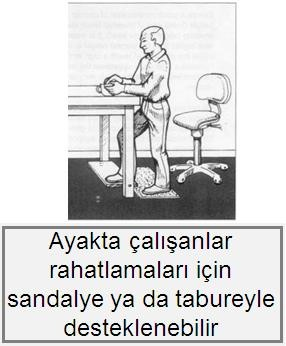 Ayakta çalışanlar
rahatlamaları için
sandalye ya da tabureyle
desteklenebilir